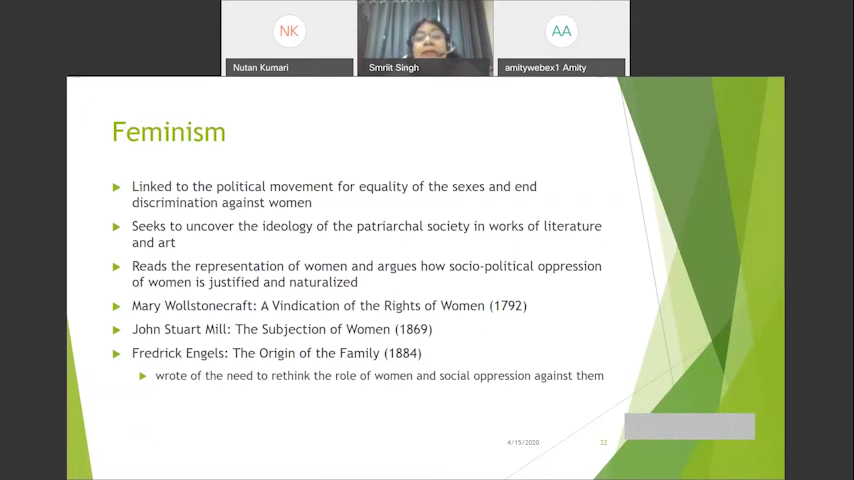 NK
AA
Nutan Kumari
Smriit Singh
amitywebex1 Amity
Feminism
Linked to the political movement for equality of the sexes and end
discrimination against women
Seeks to uncover the ideology of the patriarchal society in works of literature
and art
Reads the representation of women and argues how socio-political oppression
of women is justified and naturalized
Mary Wollstonecraft: A Vindication of the Rights of Women (1792)
John Stuart Mill: The Subjection of Women (1869)
Fredrick Engels: The Origin of the Family (1884)
wrote of the need to rethink the role of women and social oppression against them
4/15/2020
22